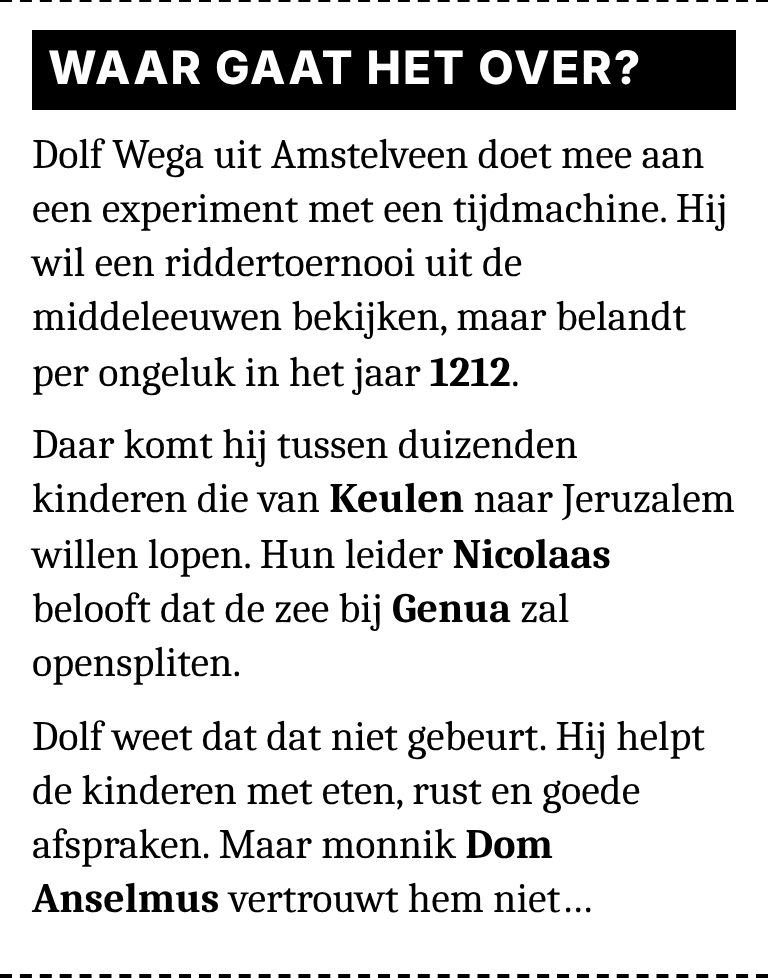 WAAR GAAT HET OVER?
Dolf Wega uit Amstelveen doet mee aan
een experiment met een tijdmachine. Hij
wil een riddertoernooi uit de
middeleeuwen bekijken, maar belandt
per ongeluk in het jaar 1212.
Daar komt hij tussen duizenden
kinderen die van Keulen naar Jeruzalem
willen lopen. Hun leider Nicolaas
belooft dat de zee bij Genua zal
openspliten.
Dolf weet dat dat niet gebeurt. Hij helpt
de kinderen met eten, rust en goede
afspraken. Maar monnik Dom
Anselmus vertrouwt hem niet…